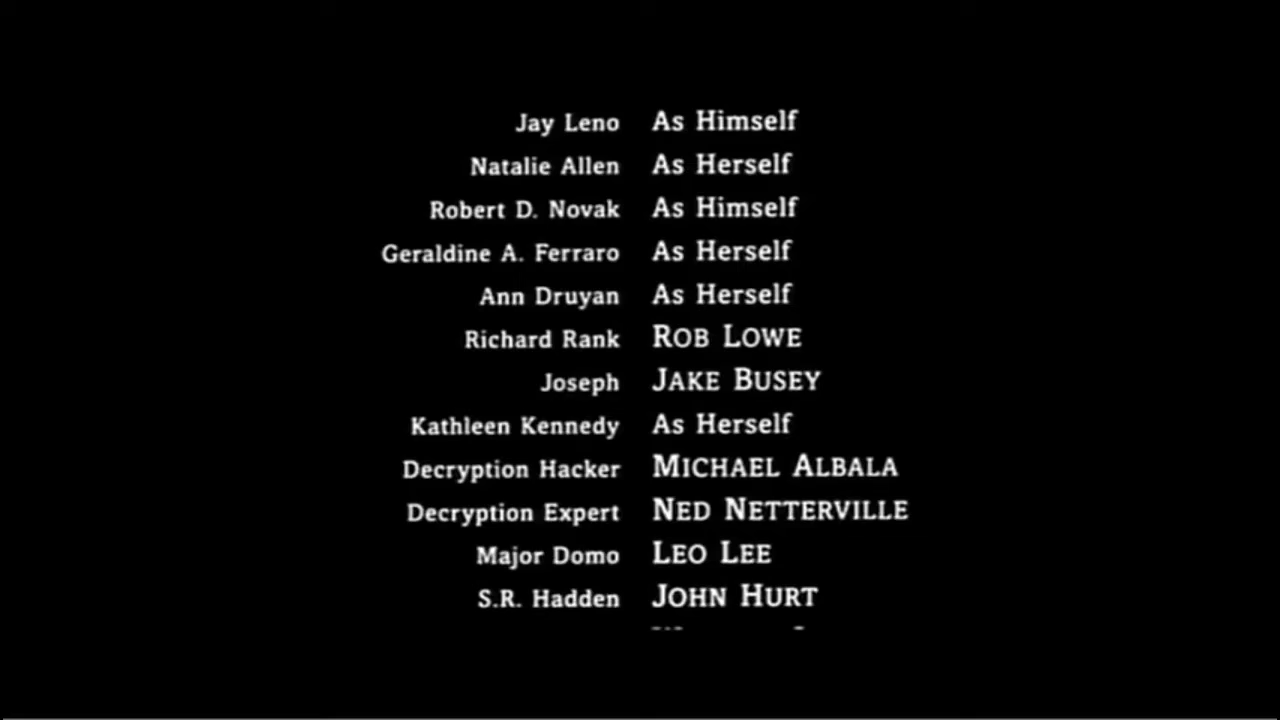 Jay Leno As Himself
Natalie Allen As Herself
Robert D. Novak As Himself
Geraldine A. Ferraro As Herself
Ann Druyan As Herself
Richard Rank ROB LOWE
Joseph JAKE BUSEY
Kathleen Kennedy As Herself
Decryption Hacker MICHAEL ALBALA
Decryption Expert NED NETTERVILLE
Major Domo LEO LEE
S.R. Hadden JOHN HURT